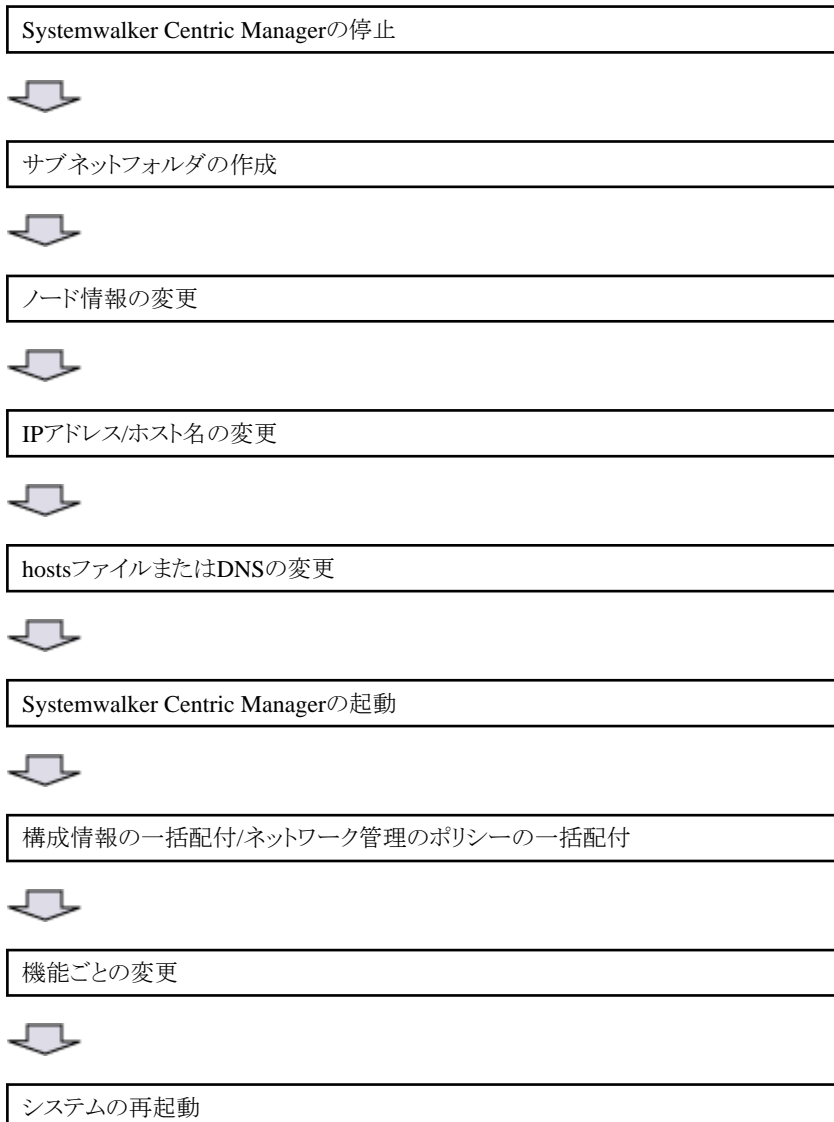 Systemwalker Centric Managerの停止
サブネットフォルダの作成
ノード情報の変更
IPアドレス/ホスト名の変更
hostsファイルまたはDNSの変更
Systemwalker Centric Managerの起動
構成情報の一括配付/ネットワーク管理のポリシーの一括配付
機能ごとの変更
システムの再起動